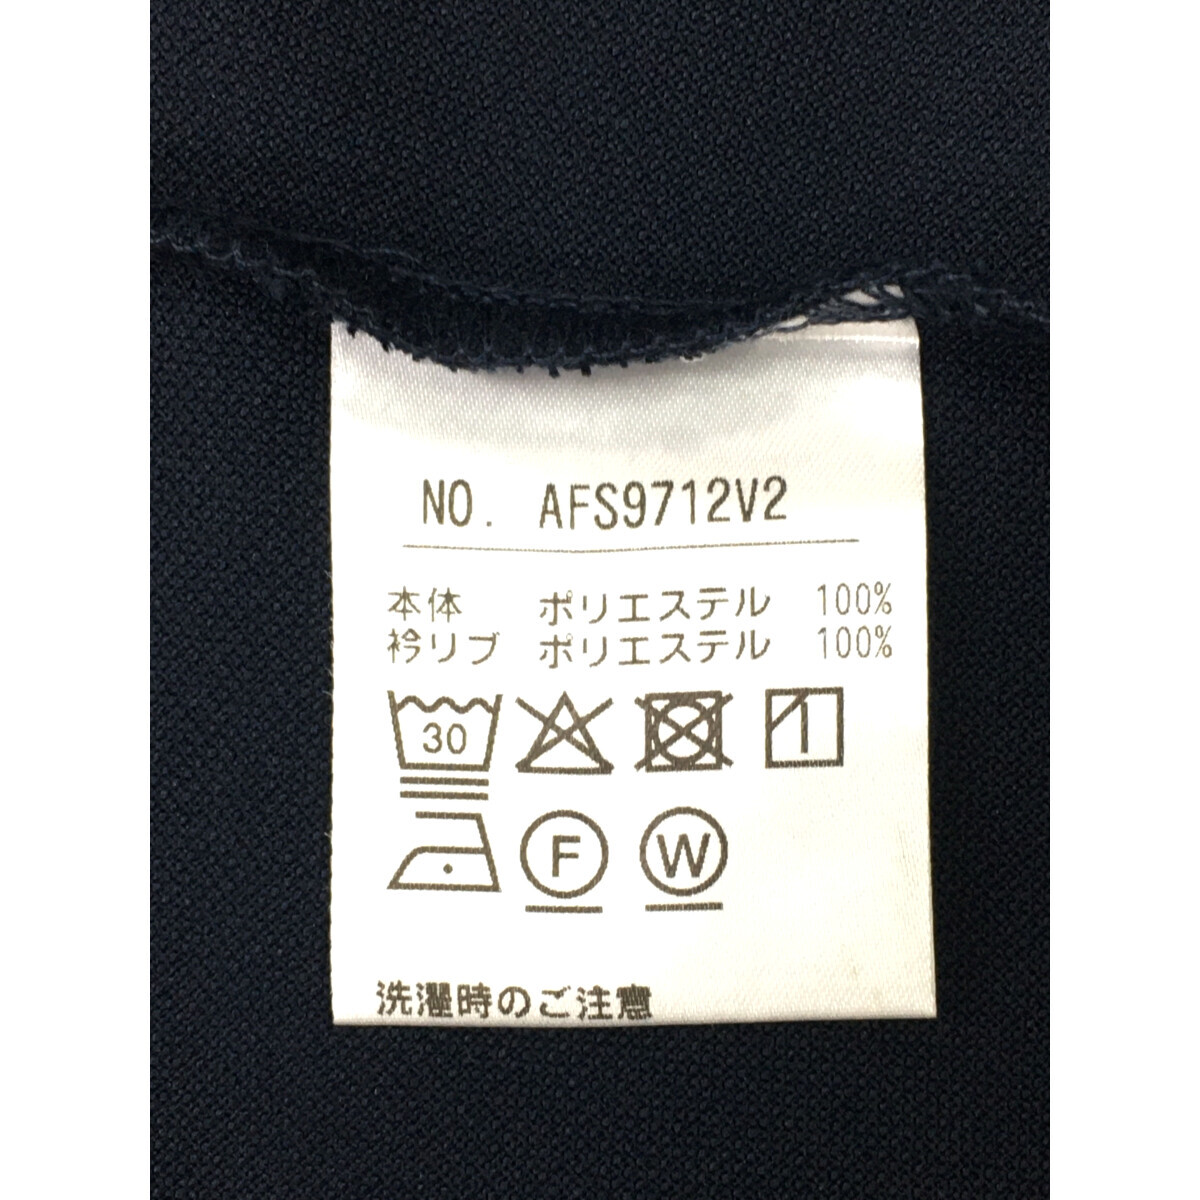 NO. AFS9712V2
本体 ポリエステル 100%
衿リブ ポリエステル 100%
30
F W
洗濯時のご注意